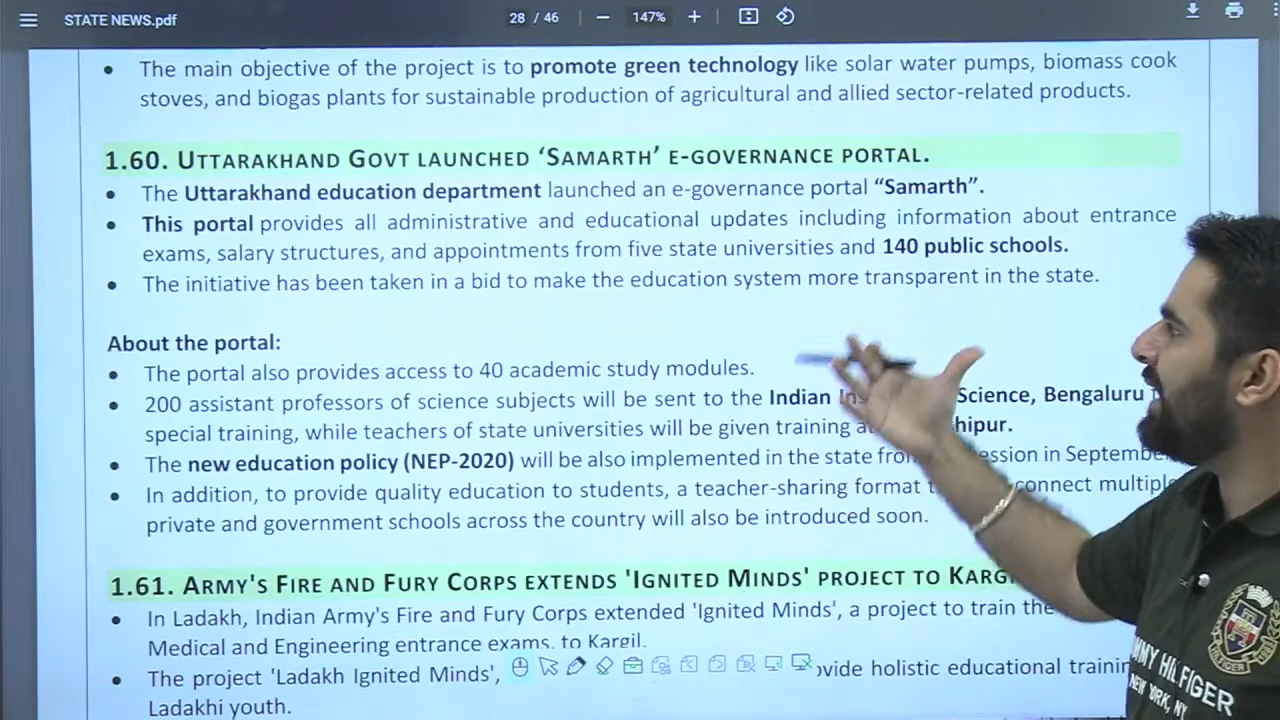 STATE NEWS.pdf
28 / 46
147%
The main objective of the project is to promote green technology like solar water pumps, biomass cook
stoves, and biogas plants for sustainable production of agricultural and allied sector-related products.
1.60. UTTARAKHAND GOVT LAUNCHED ‘SAMARTH’ E-GOVERNANCE PORTAL.
The Uttarakhand education department launched an e-governance portal “Samarth”.
This portal provides all administrative and educational updates including information about entrance
exams, salary structures, and appointments from five state universities and 140 public schools.
The initiative has been taken in a bid to make the education system more transparent in the state.
About the portal:
The portal also provides access to 40 academic study modules.
200 assistant professors of science subjects will be sent to the Indian Science, Bengaluru
special training, while teachers of state universities will be given training
The new education policy (NEP-2020) will be also implemented in the state in September
In addition, to provide quality education to students, a teacher-sharing format connect multiple
private and government schools across the country will also be introduced soon.
1.61. ARMY'S FIRE AND FURY CORPS EXTENDS 'IGNITED MINDS' PROJECT TO
In Ladakh, Indian Army's Fire and Fury Corps extended 'Ignited Minds', a project to train the
Medical and Engineering entrance exams, to Kargil.
The project 'Ladakh Ignited Minds', holistic educational
Ladakhi youth.
HILFIGER
NEW YORK, NY